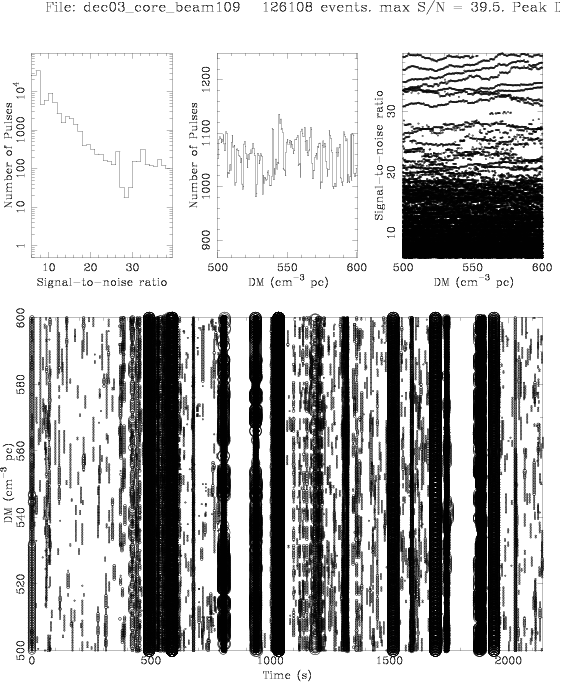 File: dec03_core_beam109 126108 events. max S/N = 39.5. Peak D
Number of Pulses
1 10 100 1000 10^4
10 20 30
Signal-to-noise ratio
Number of Pulses
900 1000 1100 1200
500 550 600
DM (cm^-3 pc)
Signal-to-noise ratio
10 20 30
500 550 600
DM (cm^-3 pc)
DM (cm^-3 pc)
500 520 540 560 580 600
0 500 1000 1500 2000
Time (s)